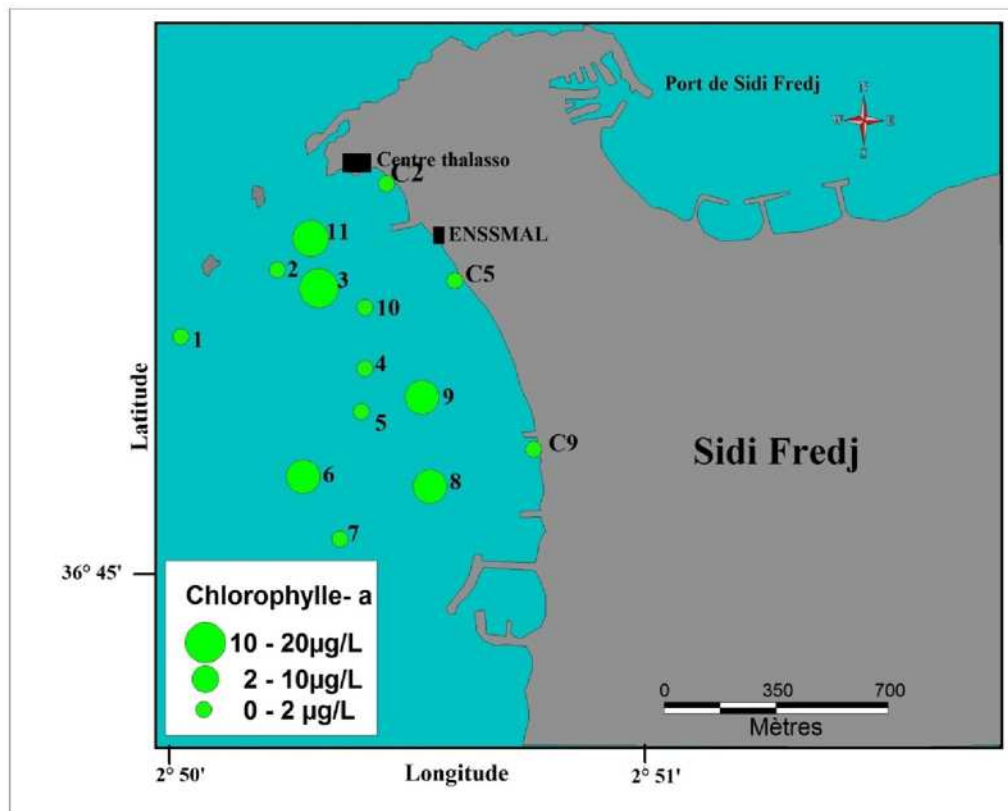 Port de Sidi Fredj
N
W E
S
Centre thalasso
C2
11
ENSSMAL
2
3
C5
10
1
4
9
5
C9
Sidi Fredj
6
8
7
Latitude
36° 45'
Chlorophylle- a
10 - 20µg/L
2 - 10µg/L
0 - 2 µg/L
0 350 700
Mètres
2° 50'
Longitude
2° 51'